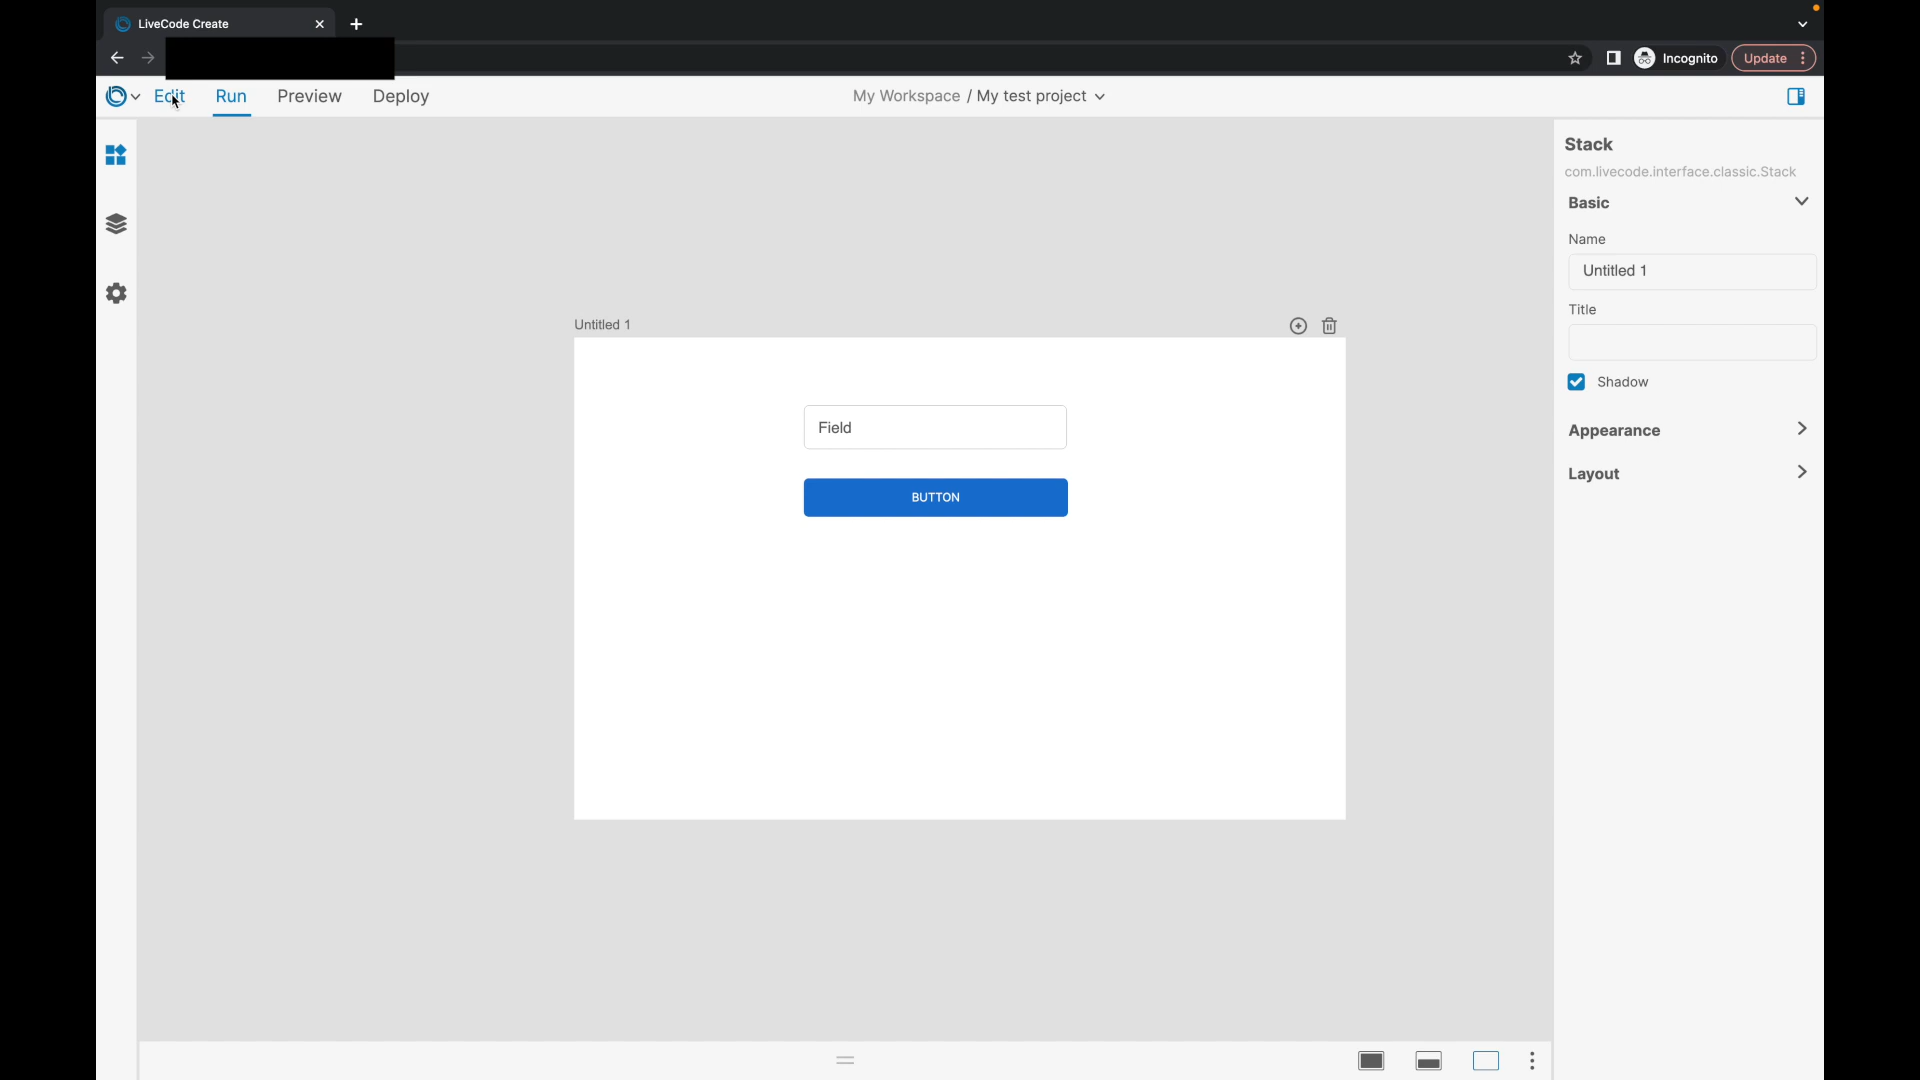 LiveCode Create
Incognito
Update
Edit
Run
Preview
Deploy
My Workspace / My test project
Stack
com.livecode.interface.classic.Stack
Basic
Name
Untitled 1
Title
Shadow
Appearance
Layout
Untitled 1
Field
BUTTON